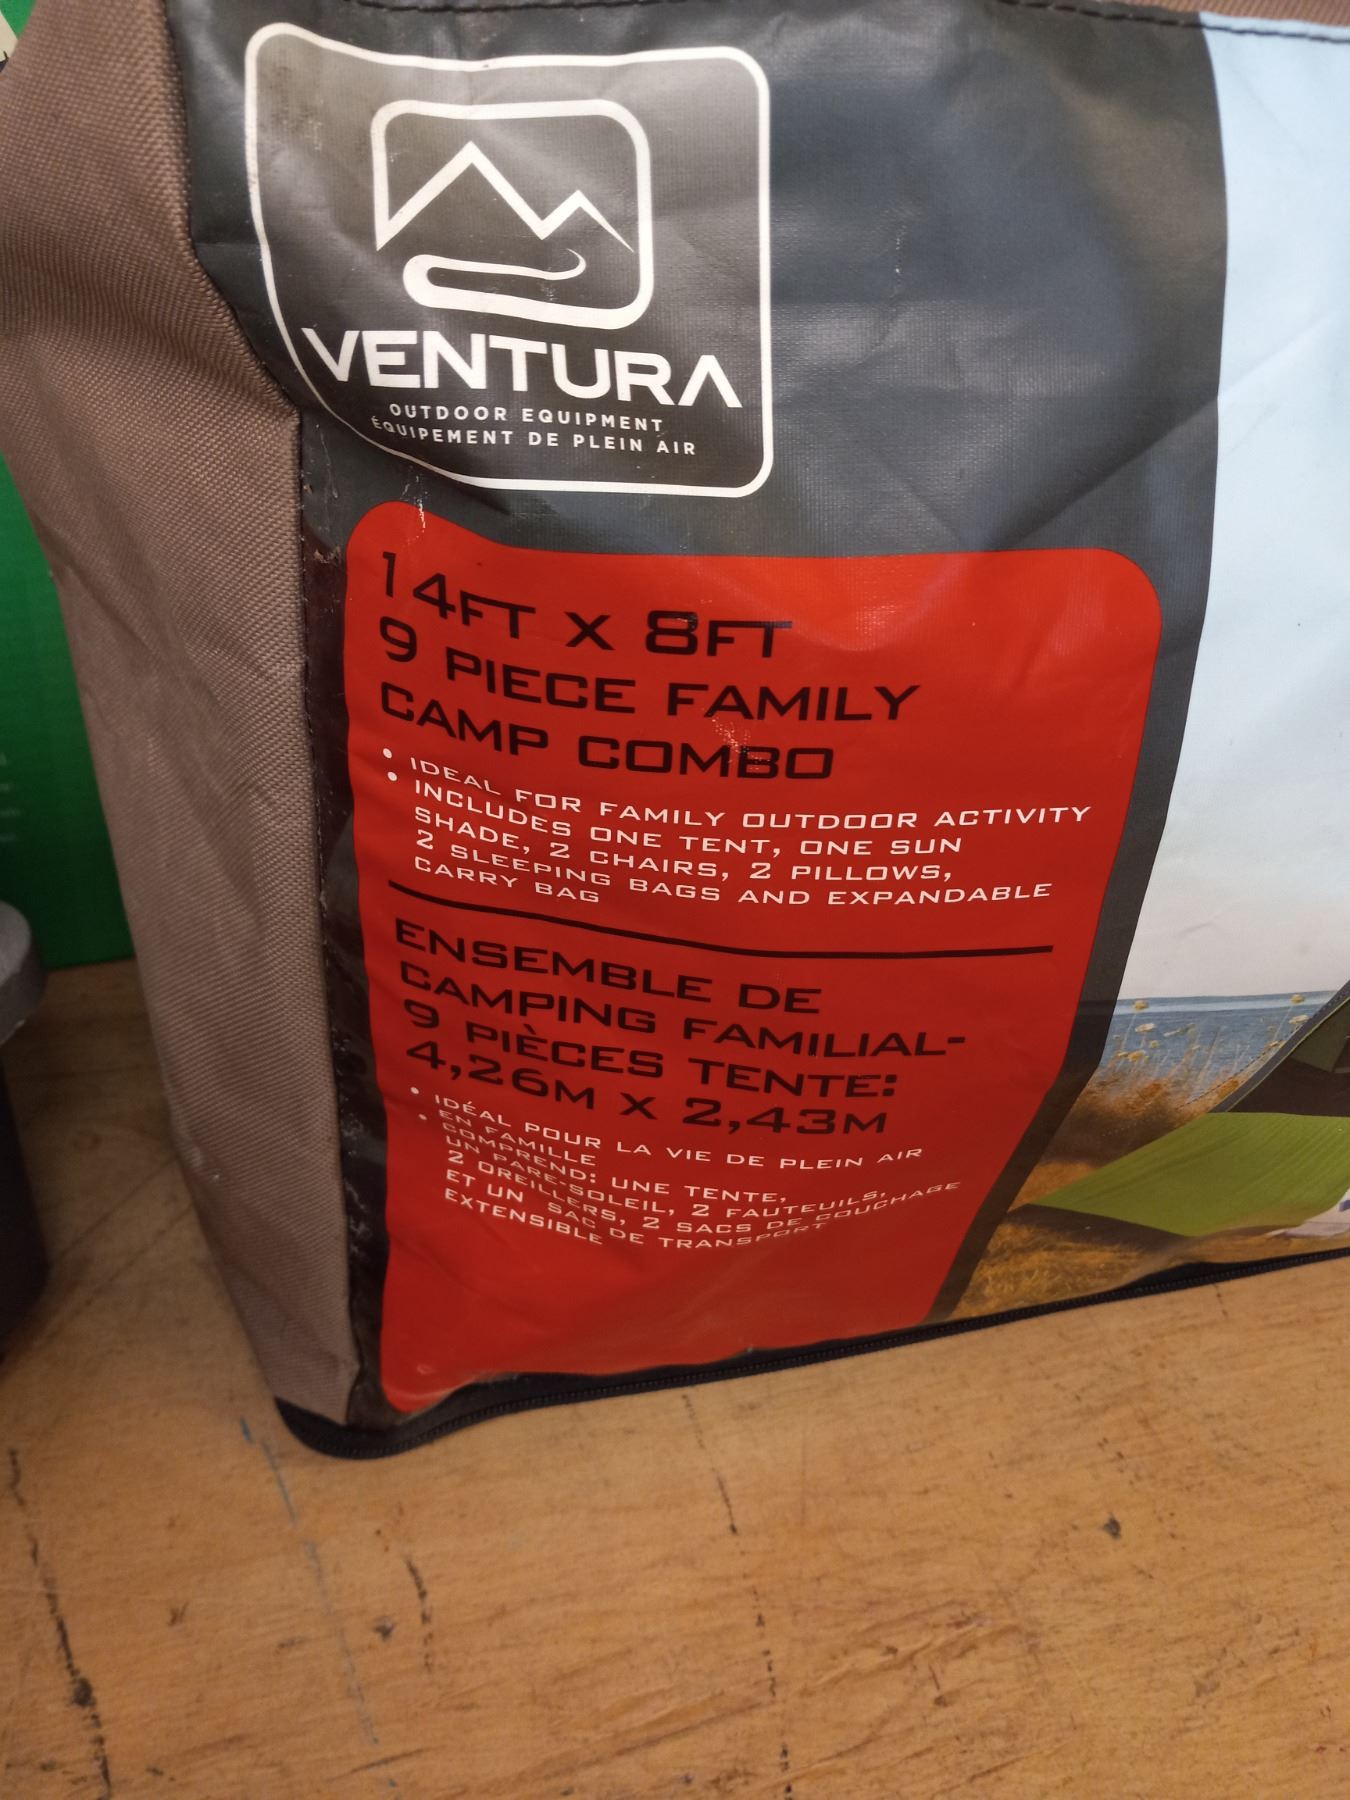 VENTURA
OUTDOOR EQUIPMENT
ÉQUIPEMENT DE PLEIN AIR
14FT X 8FT
9 PIECE FAMILY
CAMP COMBO
• IDEAL FOR FAMILY OUTDOOR ACTIVITY
• INCLUDES ONE TENT, ONE SUN
SHADE, 2 CHAIRS, 2 PILLOWS,
2 SLEEPING BAGS AND EXPANDABLE
CARRY BAG
ENSEMBLE DE
CAMPING FAMILIAL-
9 PIÈCES TENTE:
4,26M X 2,43M
• IDÉAL POUR LA VIE DE PLEIN AIR
EN FAMILLE
• COMPREND: UNE TENTE,
UN PARE-SOLEIL, 2 FAUTEUILS,
2 OREILLERS, 2 SACS DE COUCHAGE
ET UN SAC DE TRANSPORT
EXTENSIBLE